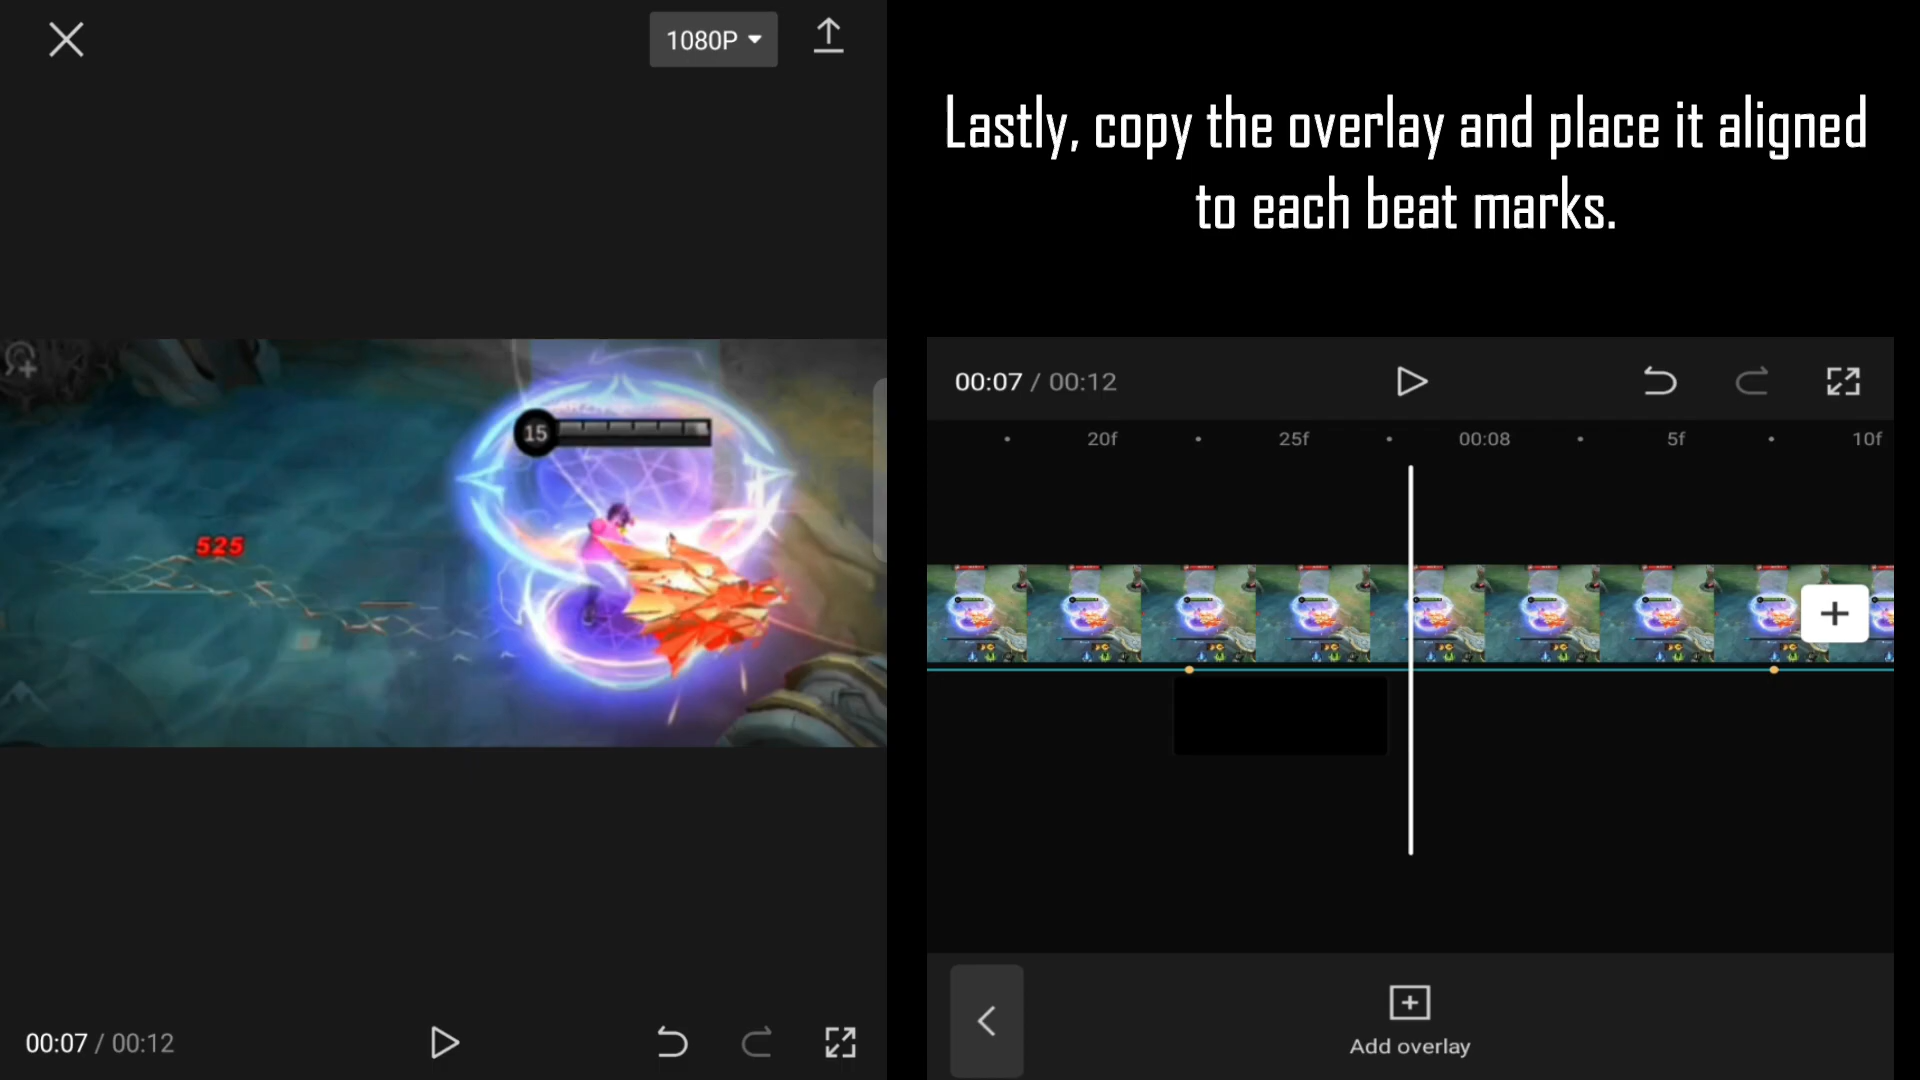 1080P
Lastly, copy the overlay and place it aligned
to each beat marks.
15
525
00:07 / 00:12
20f 25f 00:08 5f 10f
Add overlay
00:07 / 00:12